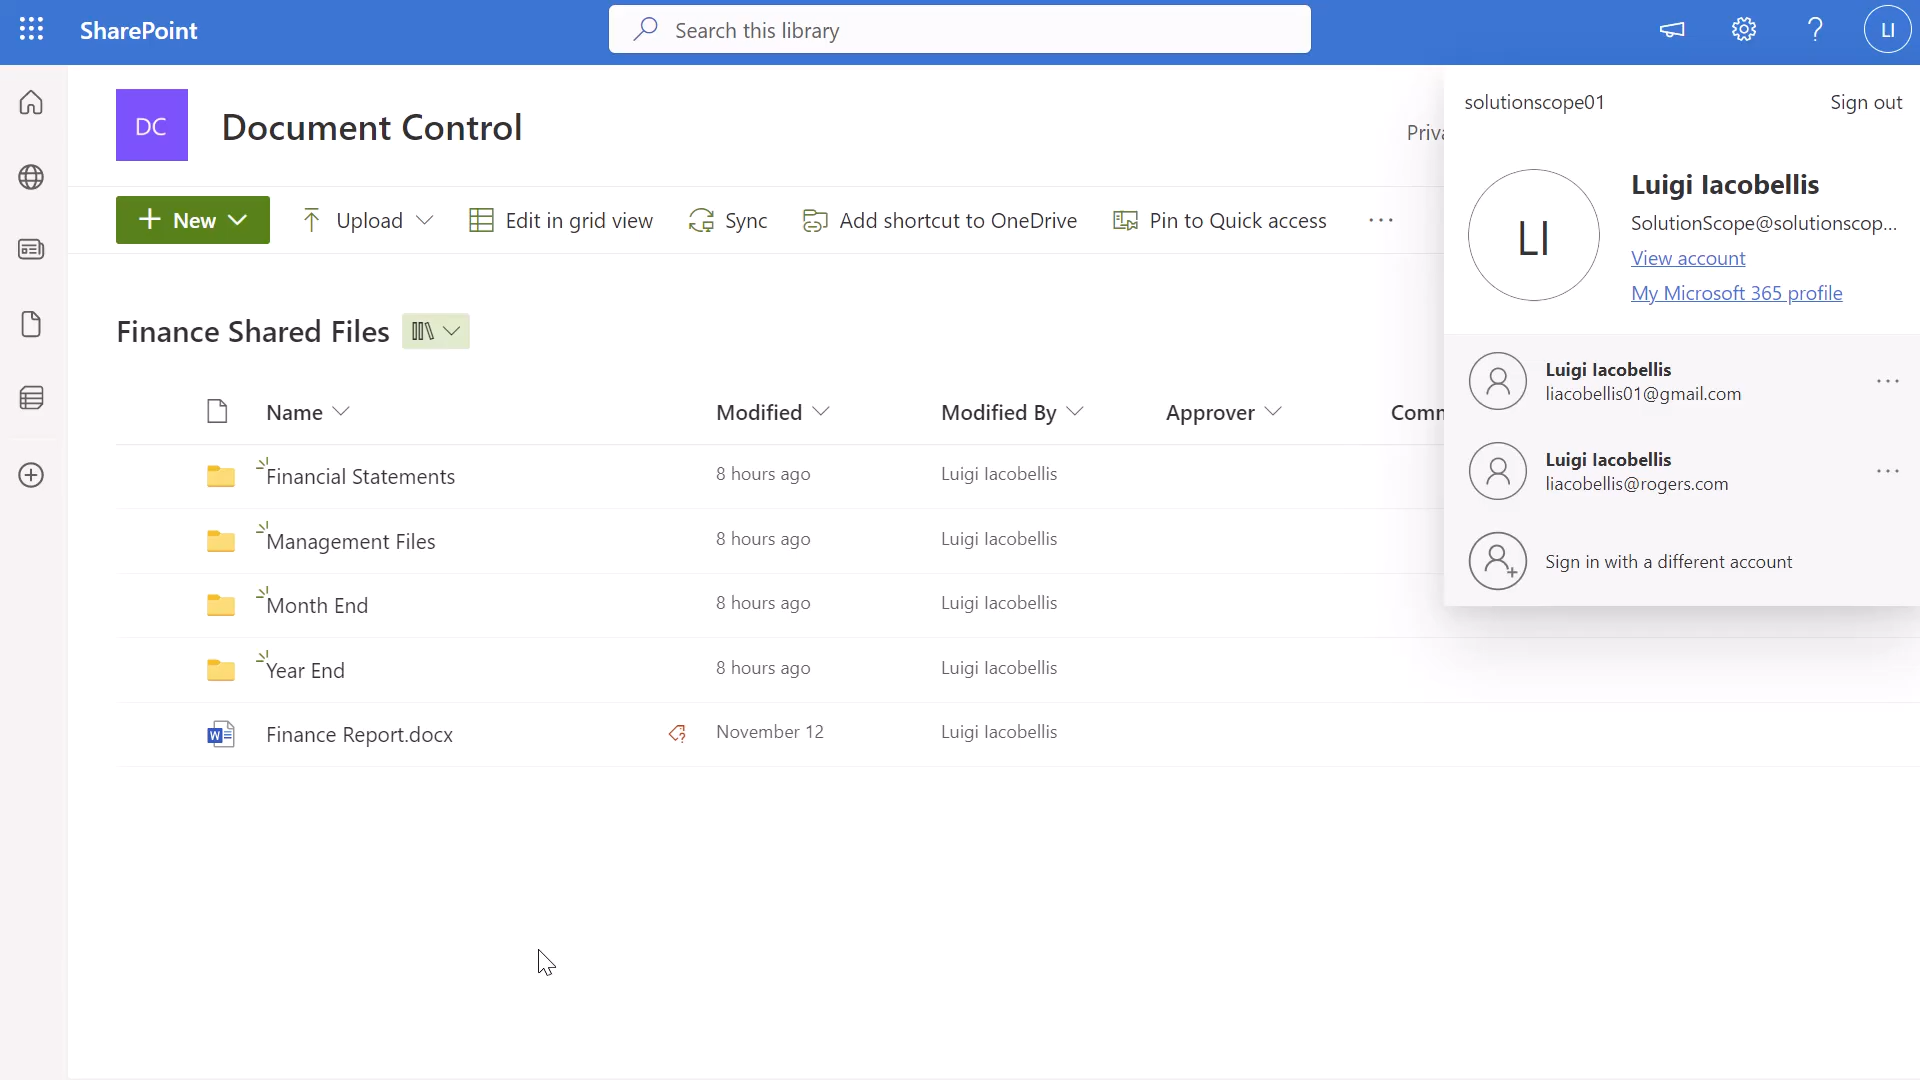 SharePoint
Search this library
LI
DC
Document Control
Priva
New
Upload
Edit in grid view
Sync
Add shortcut to OneDrive
Pin to Quick access
Finance Shared Files
Name
Modified
Modified By
Approver
Comm
Financial Statements
8 hours ago
Luigi Iacobellis
Management Files
8 hours ago
Luigi Iacobellis
Month End
8 hours ago
Luigi Iacobellis
Year End
8 hours ago
Luigi Iacobellis
Finance Report.docx
November 12
Luigi Iacobellis
solutionscope01
Sign out
LI
Luigi Iacobellis
SolutionScope@solutionscop...
View account
My Microsoft 365 profile
Luigi Iacobellis
liacobellis01@gmail.com
Luigi Iacobellis
liacobellis@rogers.com
Sign in with a different account